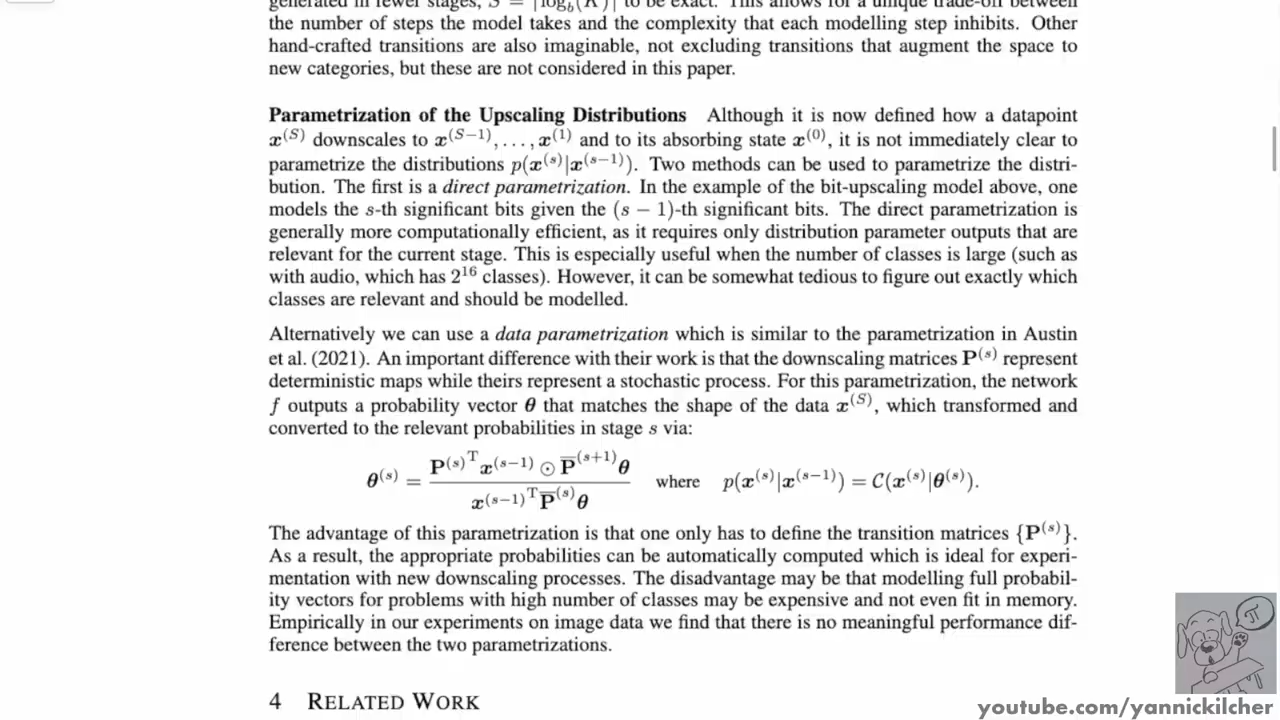 generated in fewer stages, S = ⌈log_b(K)⌉ to be exact. This allows for a unique trade-off between
the number of steps the model takes and the complexity that each modelling step inhibits. Other
hand-crafted transitions are also imaginable, not excluding transitions that augment the space to
new categories, but these are not considered in this paper.
Parametrization of the Upscaling Distributions Although it is now defined how a datapoint
x^(S) downscales to x^(S−1), . . . , x^(1) and to its absorbing state x^(0), it is not immediately clear to
parametrize the distributions p(x^(s)|x^(s−1)). Two methods can be used to parametrize the distri-
bution. The first is a direct parametrization. In the example of the bit-upscaling model above, one
models the s-th significant bits given the (s − 1)-th significant bits. The direct parametrization is
generally more computationally efficient, as it requires only distribution parameter outputs that are
relevant for the current stage. This is especially useful when the number of classes is large (such as
with audio, which has 2^16 classes). However, it can be somewhat tedious to figure out exactly which
classes are relevant and should be modelled.
Alternatively we can use a data parametrization which is similar to the parametrization in Austin
et al. (2021). An important difference with their work is that the downscaling matrices P^(s) represent
deterministic maps while theirs represent a stochastic process. For this parametrization, the network
f outputs a probability vector θ that matches the shape of the data x^(S), which transformed and
converted to the relevant probabilities in stage s via:
θ^(s) = (P^(s)^T x^(s−1) ⊙ P̅^(s+1) θ) / (x^(s−1)^T P̅^(s) θ) where p(x^(s)|x^(s−1)) = C(x^(s)|θ^(s)).
The advantage of this parametrization is that one only has to define the transition matrices {P^(s)}.
As a result, the appropriate probabilities can be automatically computed which is ideal for experi-
mentation with new downscaling processes. The disadvantage may be that modelling full probabil-
ity vectors for problems with high number of classes may be expensive and not even fit in memory.
Empirically in our experiments on image data we find that there is no meaningful performance dif-
ference between the two parametrizations.
4 RELATED WORK
π
youtube.com/yannickilcher